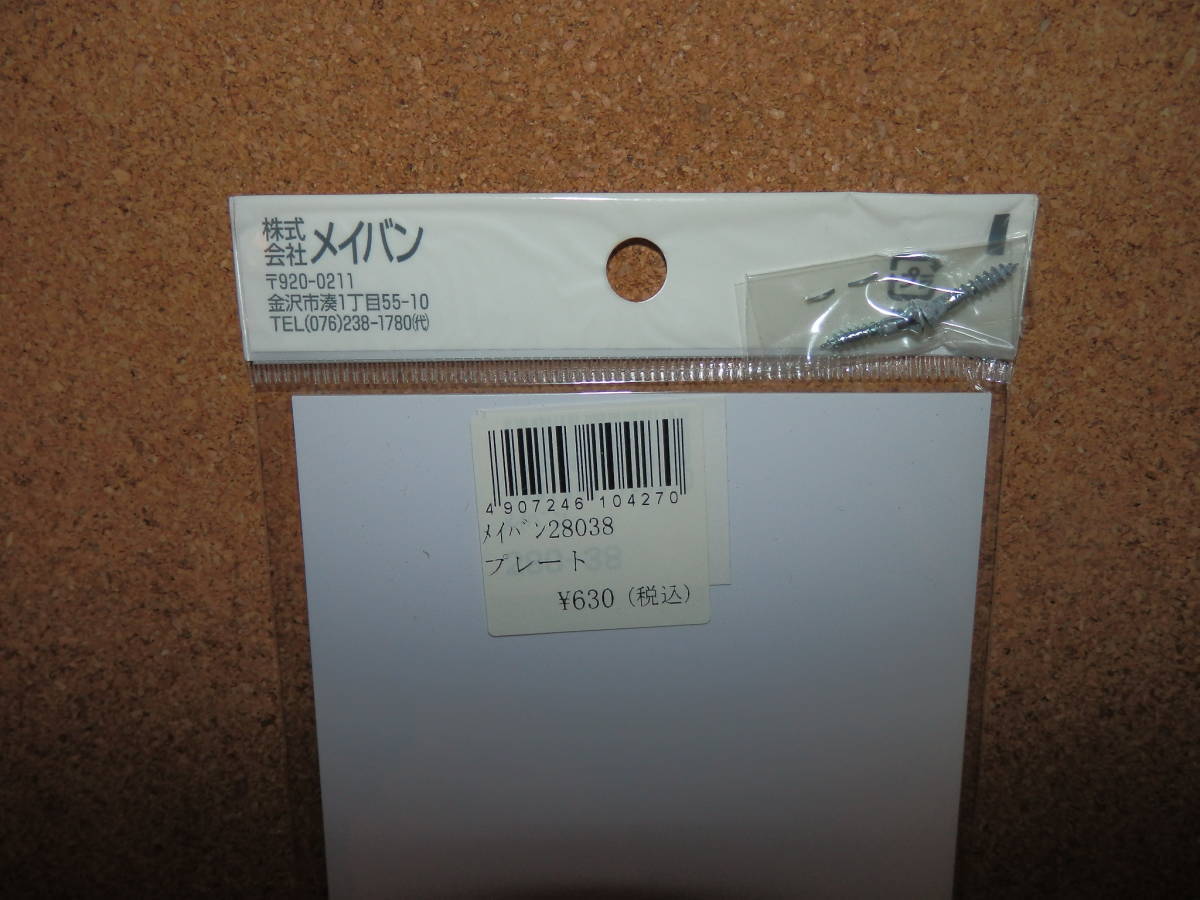 株式会社メイバン
〒920-0211
金沢市湊1丁目55-10
TEL(076)238-1780㈹
プラ
4 907246 104270
ﾒｲﾊﾞﾝ28038
プレート
¥630 (税込)